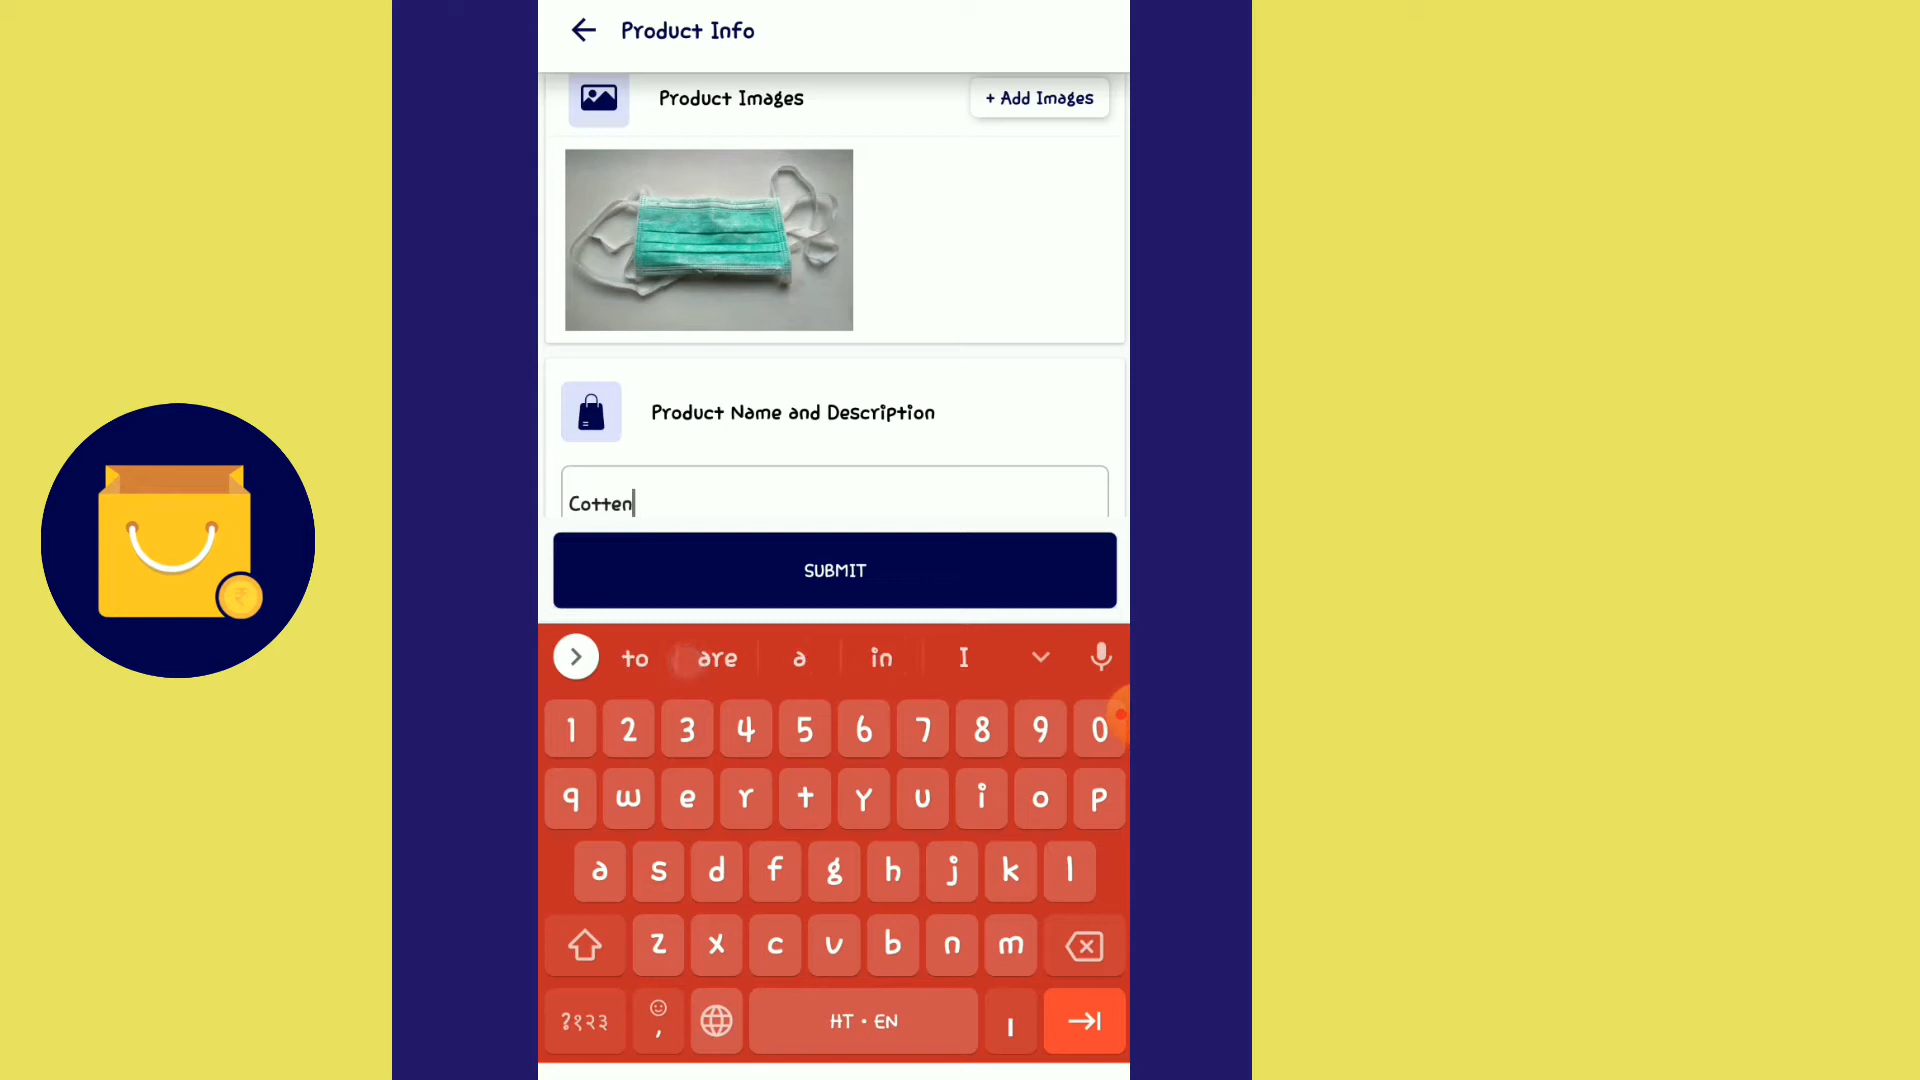 Product Info
Product Images
+ Add Images
Product Name and Description
Cotten
SUBMIT
to are a in I
1 2 3 4 5 6 7 8 9 0
q w e r t y u i o p
a s d f g h j k l
z x c v b n m
?१२३ , HT • EN ।
₹